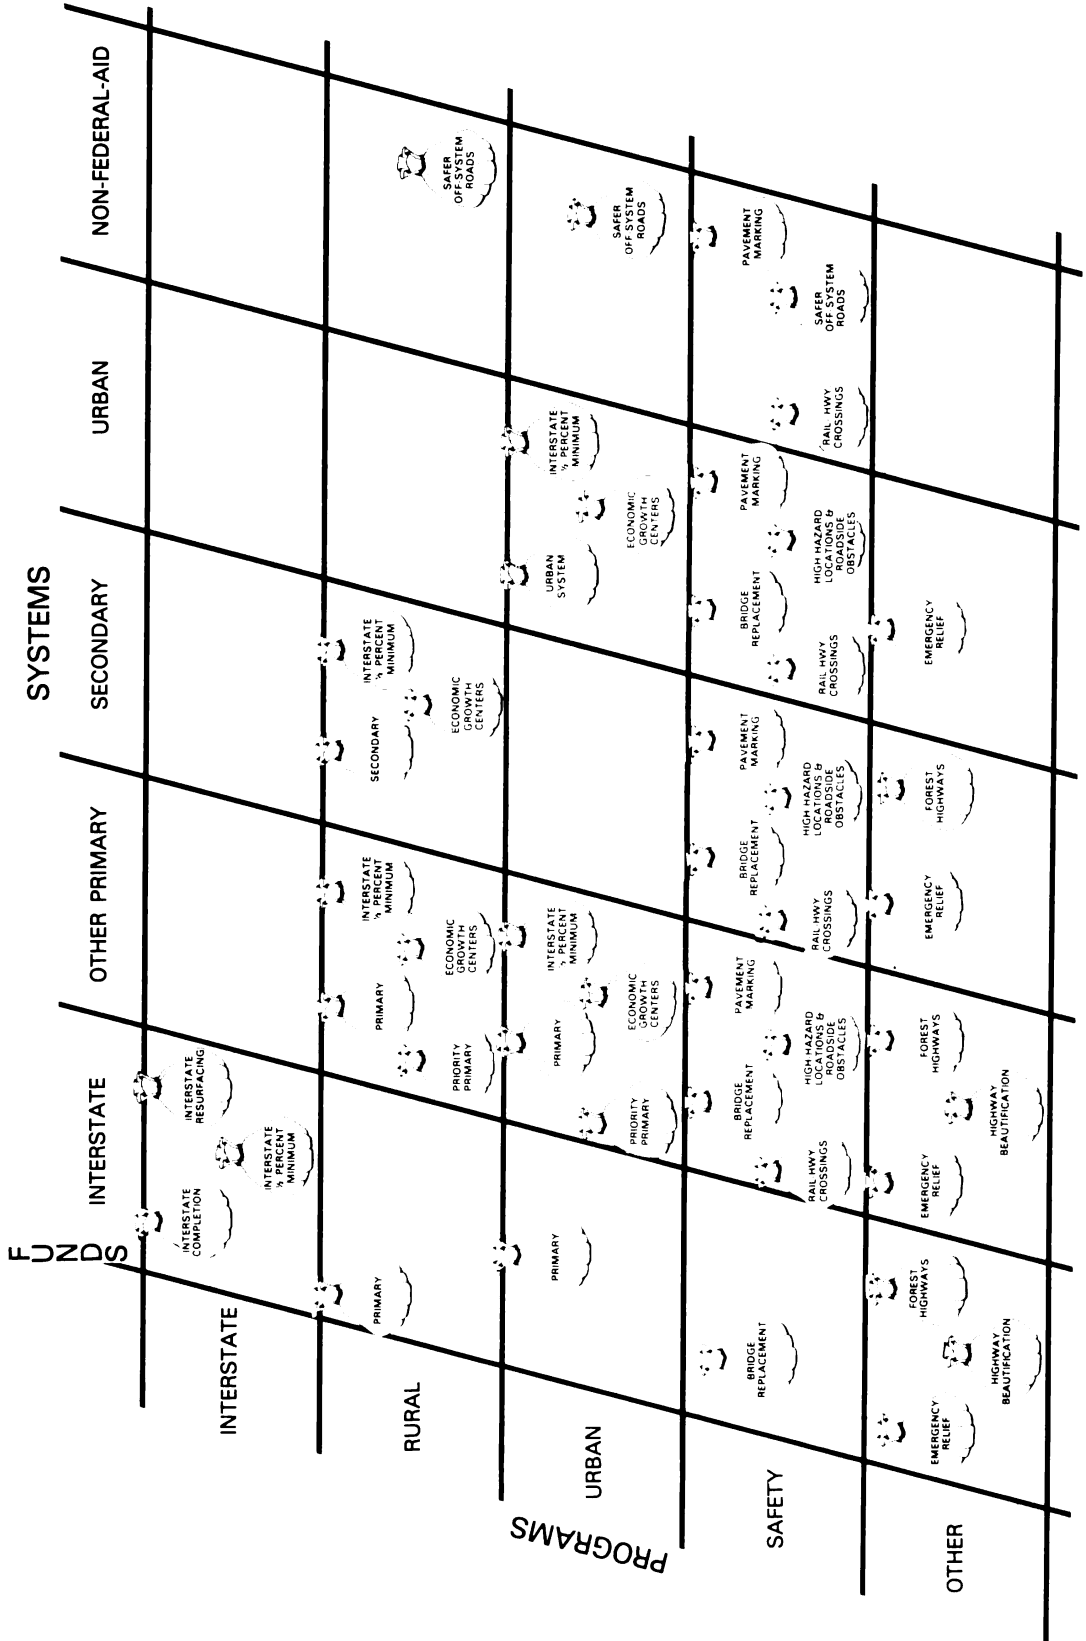 SYSTEMS
FUNDS
INTERSTATE
OTHER PRIMARY
SECONDARY
URBAN
NON-FEDERAL-AID
PROGRAMS
INTERSTATE
INTERSTATE
COMPLETION
INTERSTATE
½ PERCENT
MINIMUM
INTERSTATE
RESURFACING
RURAL
PRIMARY
PRIORITY
PRIMARY
PRIMARY
ECONOMIC
GROWTH
CENTERS
INTERSTATE
½ PERCENT
MINIMUM
SECONDARY
ECONOMIC
GROWTH
CENTERS
INTERSTATE
½ PERCENT
MINIMUM
SAFER
OFF-SYSTEM
ROADS
URBAN
PRIMARY
PRIORITY
PRIMARY
PRIMARY
ECONOMIC
GROWTH
CENTERS
INTERSTATE
½ PERCENT
MINIMUM
URBAN
SYSTEM
ECONOMIC
GROWTH
CENTERS
INTERSTATE
½ PERCENT
MINIMUM
SAFER
OFF-SYSTEM
ROADS
SAFETY
BRIDGE
REPLACEMENT
RAIL HWY
CROSSINGS
BRIDGE
REPLACEMENT
HIGH HAZARD
LOCATIONS &
ROADSIDE
OBSTACLES
PAVEMENT
MARKING
RAIL HWY
CROSSINGS
BRIDGE
REPLACEMENT
HIGH HAZARD
LOCATIONS &
ROADSIDE
OBSTACLES
PAVEMENT
MARKING
RAIL HWY
CROSSINGS
BRIDGE
REPLACEMENT
HIGH HAZARD
LOCATIONS &
ROADSIDE
OBSTACLES
PAVEMENT
MARKING
RAIL HWY
CROSSINGS
SAFER
OFF SYSTEM
ROADS
PAVEMENT
MARKING
OTHER
EMERGENCY
RELIEF
HIGHWAY
BEAUTIFICATION
FOREST
HIGHWAYS
EMERGENCY
RELIEF
HIGHWAY
BEAUTIFICATION
FOREST
HIGHWAYS
EMERGENCY
RELIEF
FOREST
HIGHWAYS
EMERGENCY
RELIEF